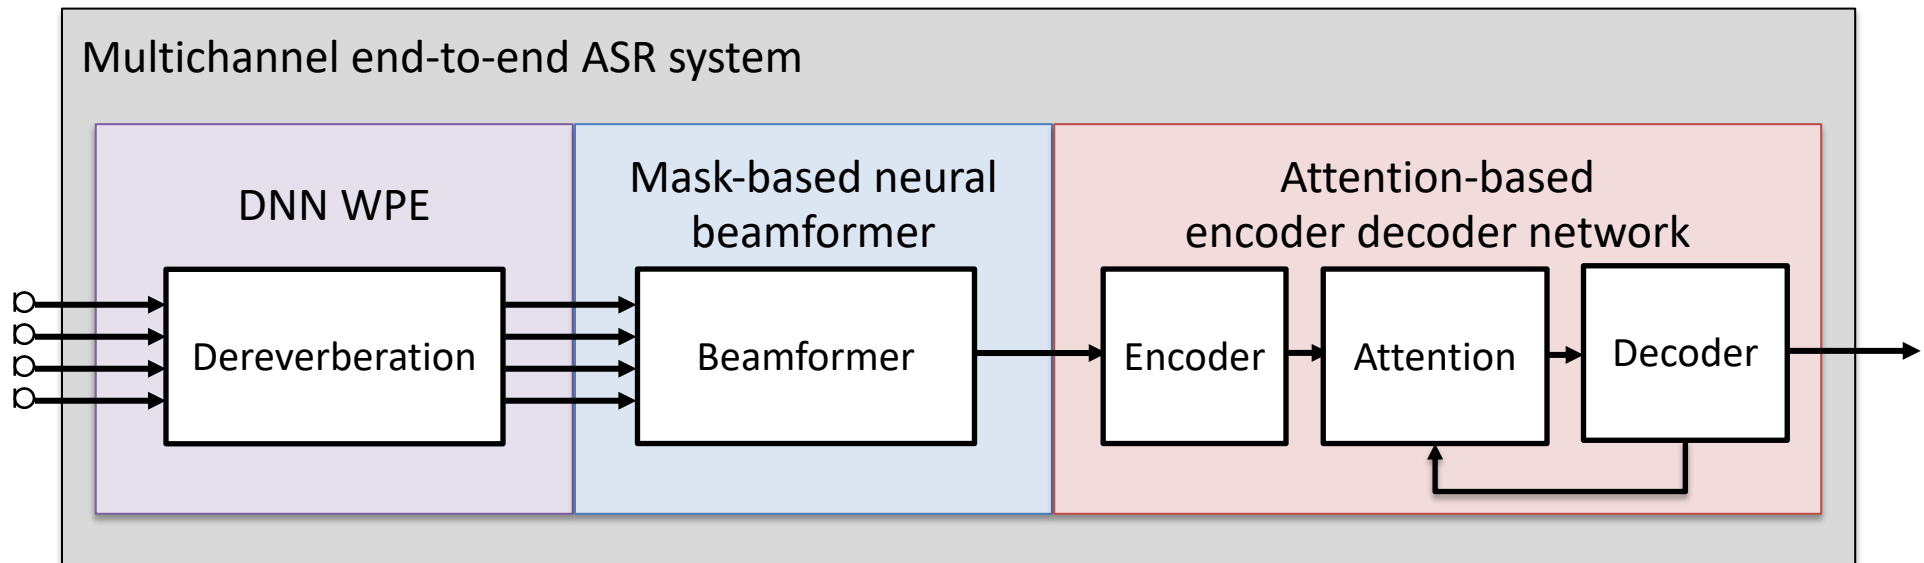 Multichannel end-to-end ASR system
DNN WPE
Mask-based neural
beamformer
Attention-based
encoder decoder network
Dereverberation
Beamformer
Encoder
Attention
Decoder